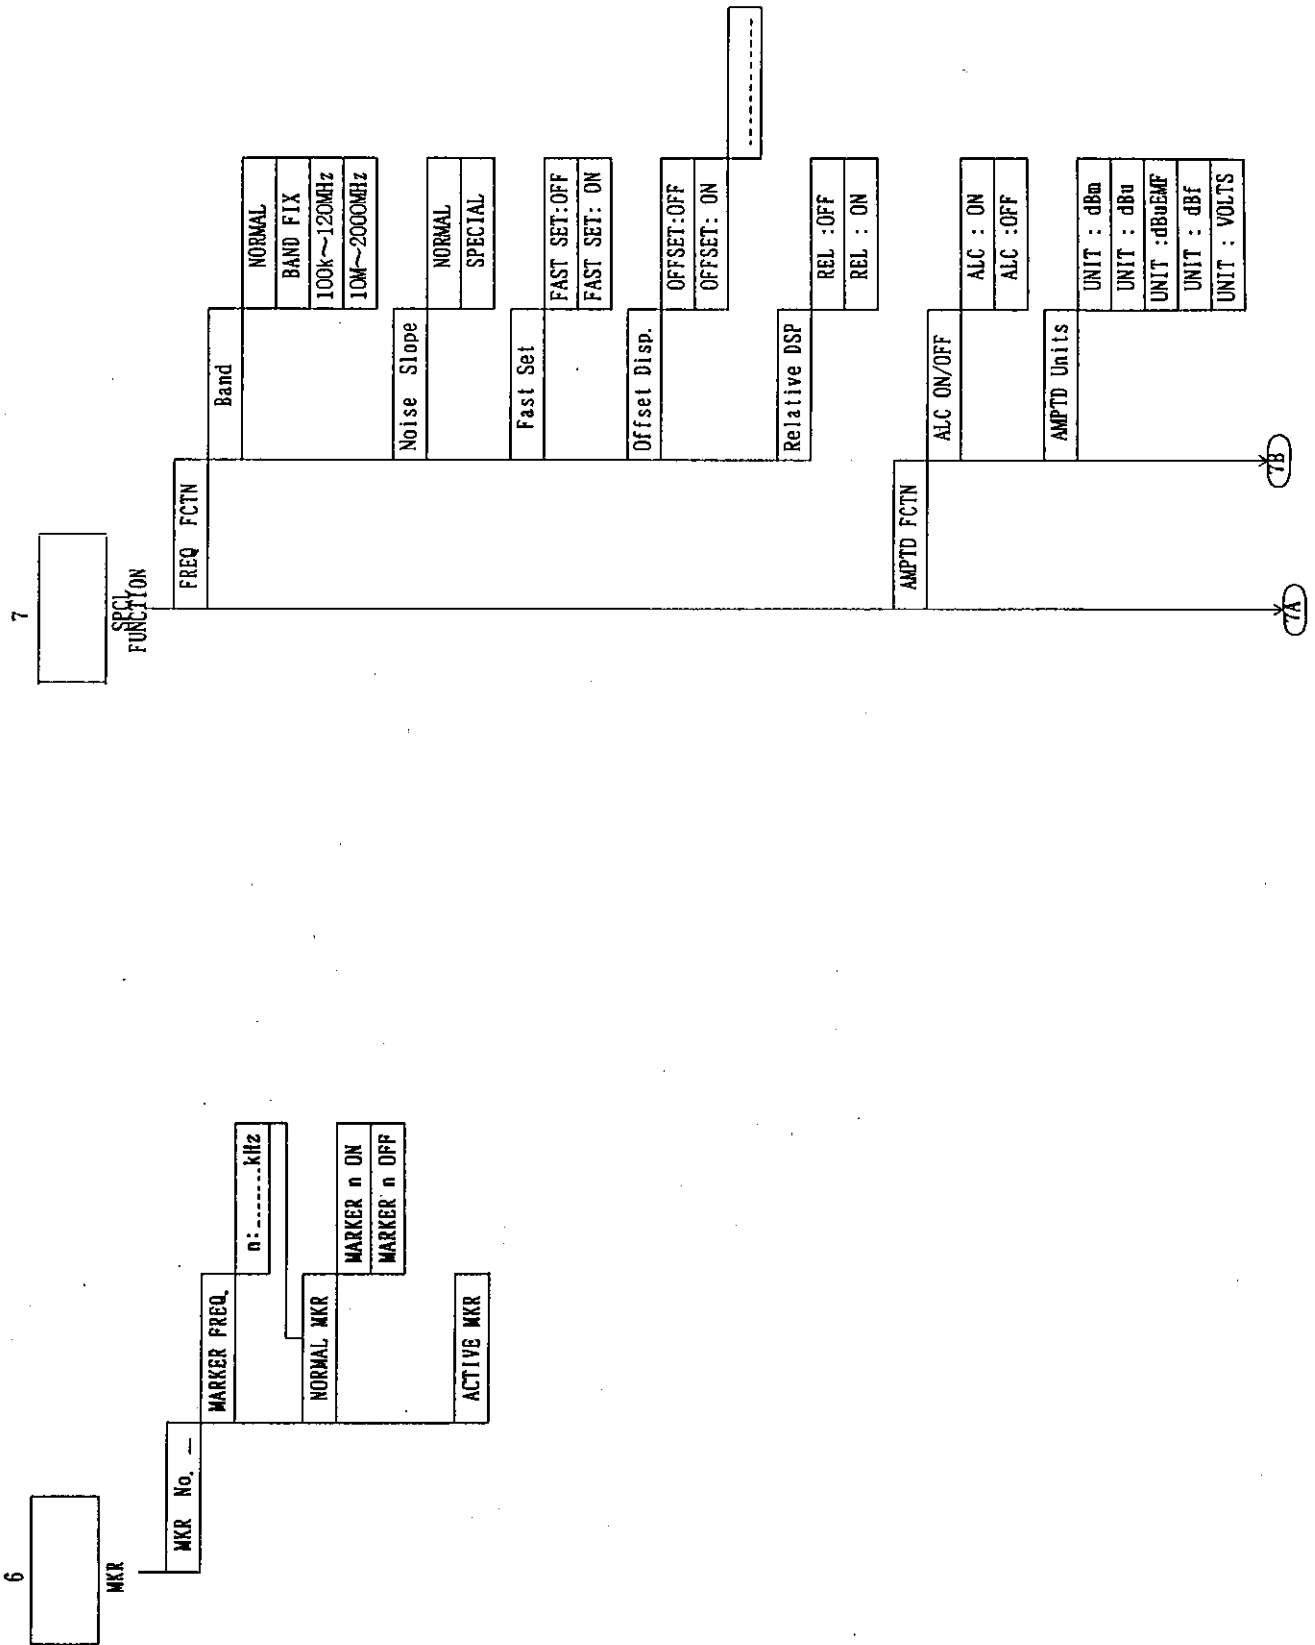 6
MKR
MKR No. —
MARKER FREQ.
n:.......kHz
NORMAL MKR
MARKER n ON
MARKER n OFF
ACTIVE MKR
7
SPCL
FUNCTION
FREQ FCTN
Band
NORMAL
BAND FIX
100k~120MHz
10M~2000MHz
Noise Slope
NORMAL
SPECIAL
Fast Set
FAST SET:OFF
FAST SET: ON
Offset Disp.
OFFSET:OFF
OFFSET: ON
------------
Relative DSP
REL :OFF
REL : ON
AMPTD FCTN
ALC ON/OFF
ALC : ON
ALC :OFF
AMPTD Units
UNIT : dBm
UNIT : dBu
UNIT :dBuEMF
UNIT : dBf
UNIT : VOLTS
7A
7B